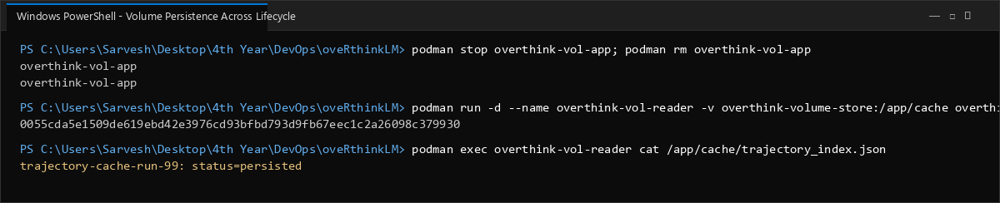 Windows PowerShell - Volume Persistence Across Lifecycle
PS C:\Users\Sarvesh\Desktop\4th Year\DevOps\oveRthinkLM> podman stop overthink-vol-app; podman rm overthink-vol-app
overthink-vol-app
overthink-vol-app
PS C:\Users\Sarvesh\Desktop\4th Year\DevOps\oveRthinkLM> podman run -d --name overthink-vol-reader -v overthink-volume-store:/app/cache overthi
0055cda5e1509de619ebd42e3976cd93bfbd793d9fb67eec1c2a26098c379930
PS C:\Users\Sarvesh\Desktop\4th Year\DevOps\oveRthinkLM> podman exec overthink-vol-reader cat /app/cache/trajectory_index.json
trajectory-cache-run-99: status=persisted